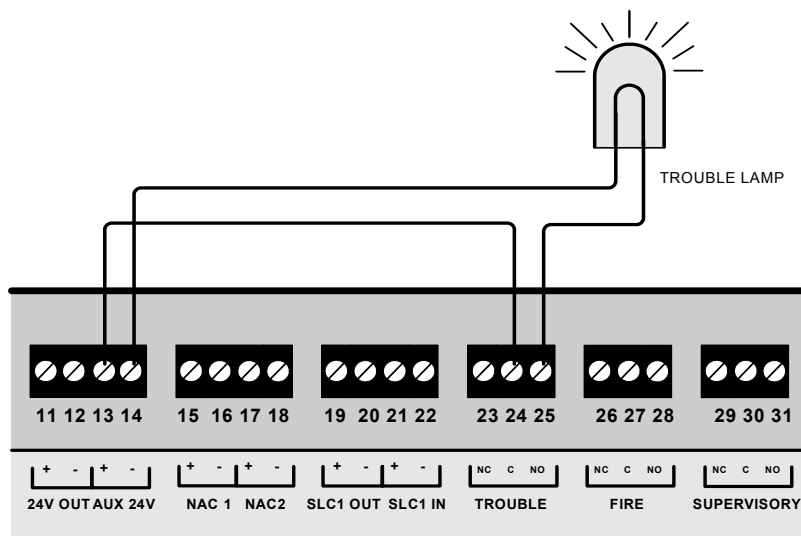 TROUBLE LAMP
11 12 13 14 15 16 17 18 19 20 21 22 23 24 25 26 27 28 29 30 31
+ - + - + - + - + - + - NC C NO NC C NO NC C NO
24V OUT AUX 24V NAC 1 NAC2 SLC1 OUT SLC1 IN TROUBLE FIRE SUPERVISORY